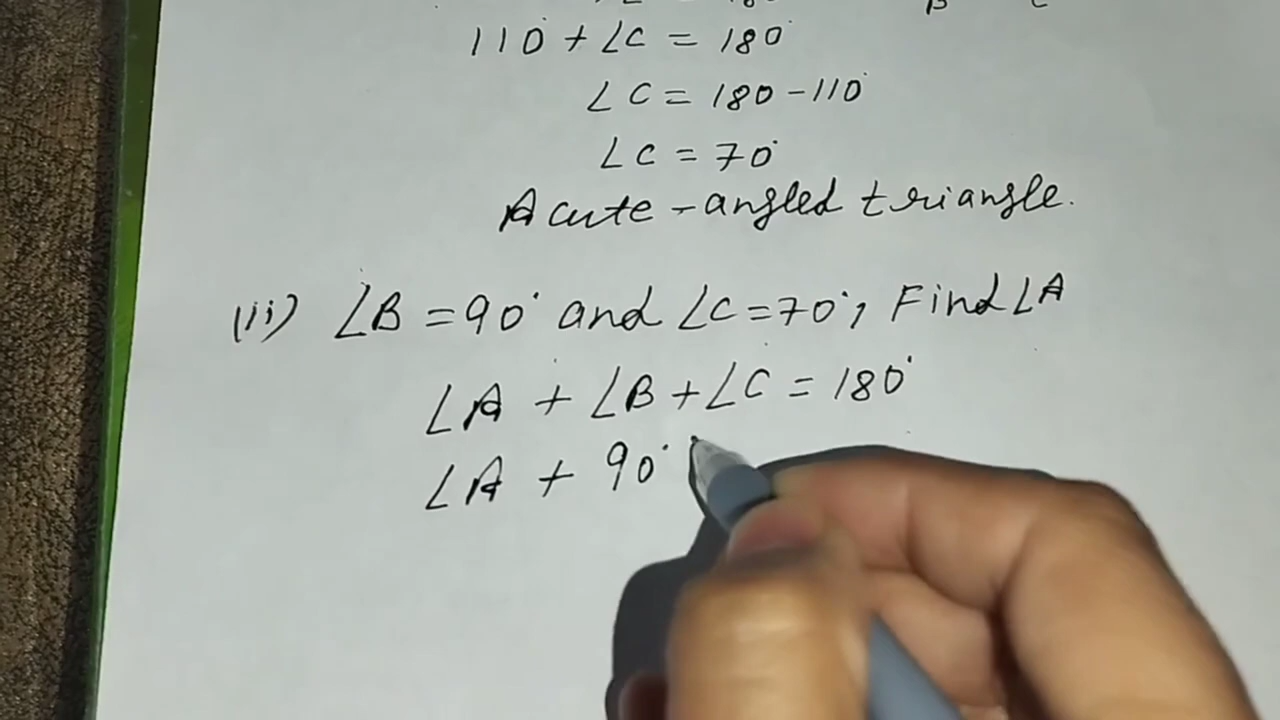 110° + ∠C = 180°
∠C = 180 - 110°
∠C = 70°
Acute-angled triangle.
(ii) ∠B = 90° and ∠C = 70°, Find ∠A
∠A + ∠B + ∠C = 180°
∠A + 90°